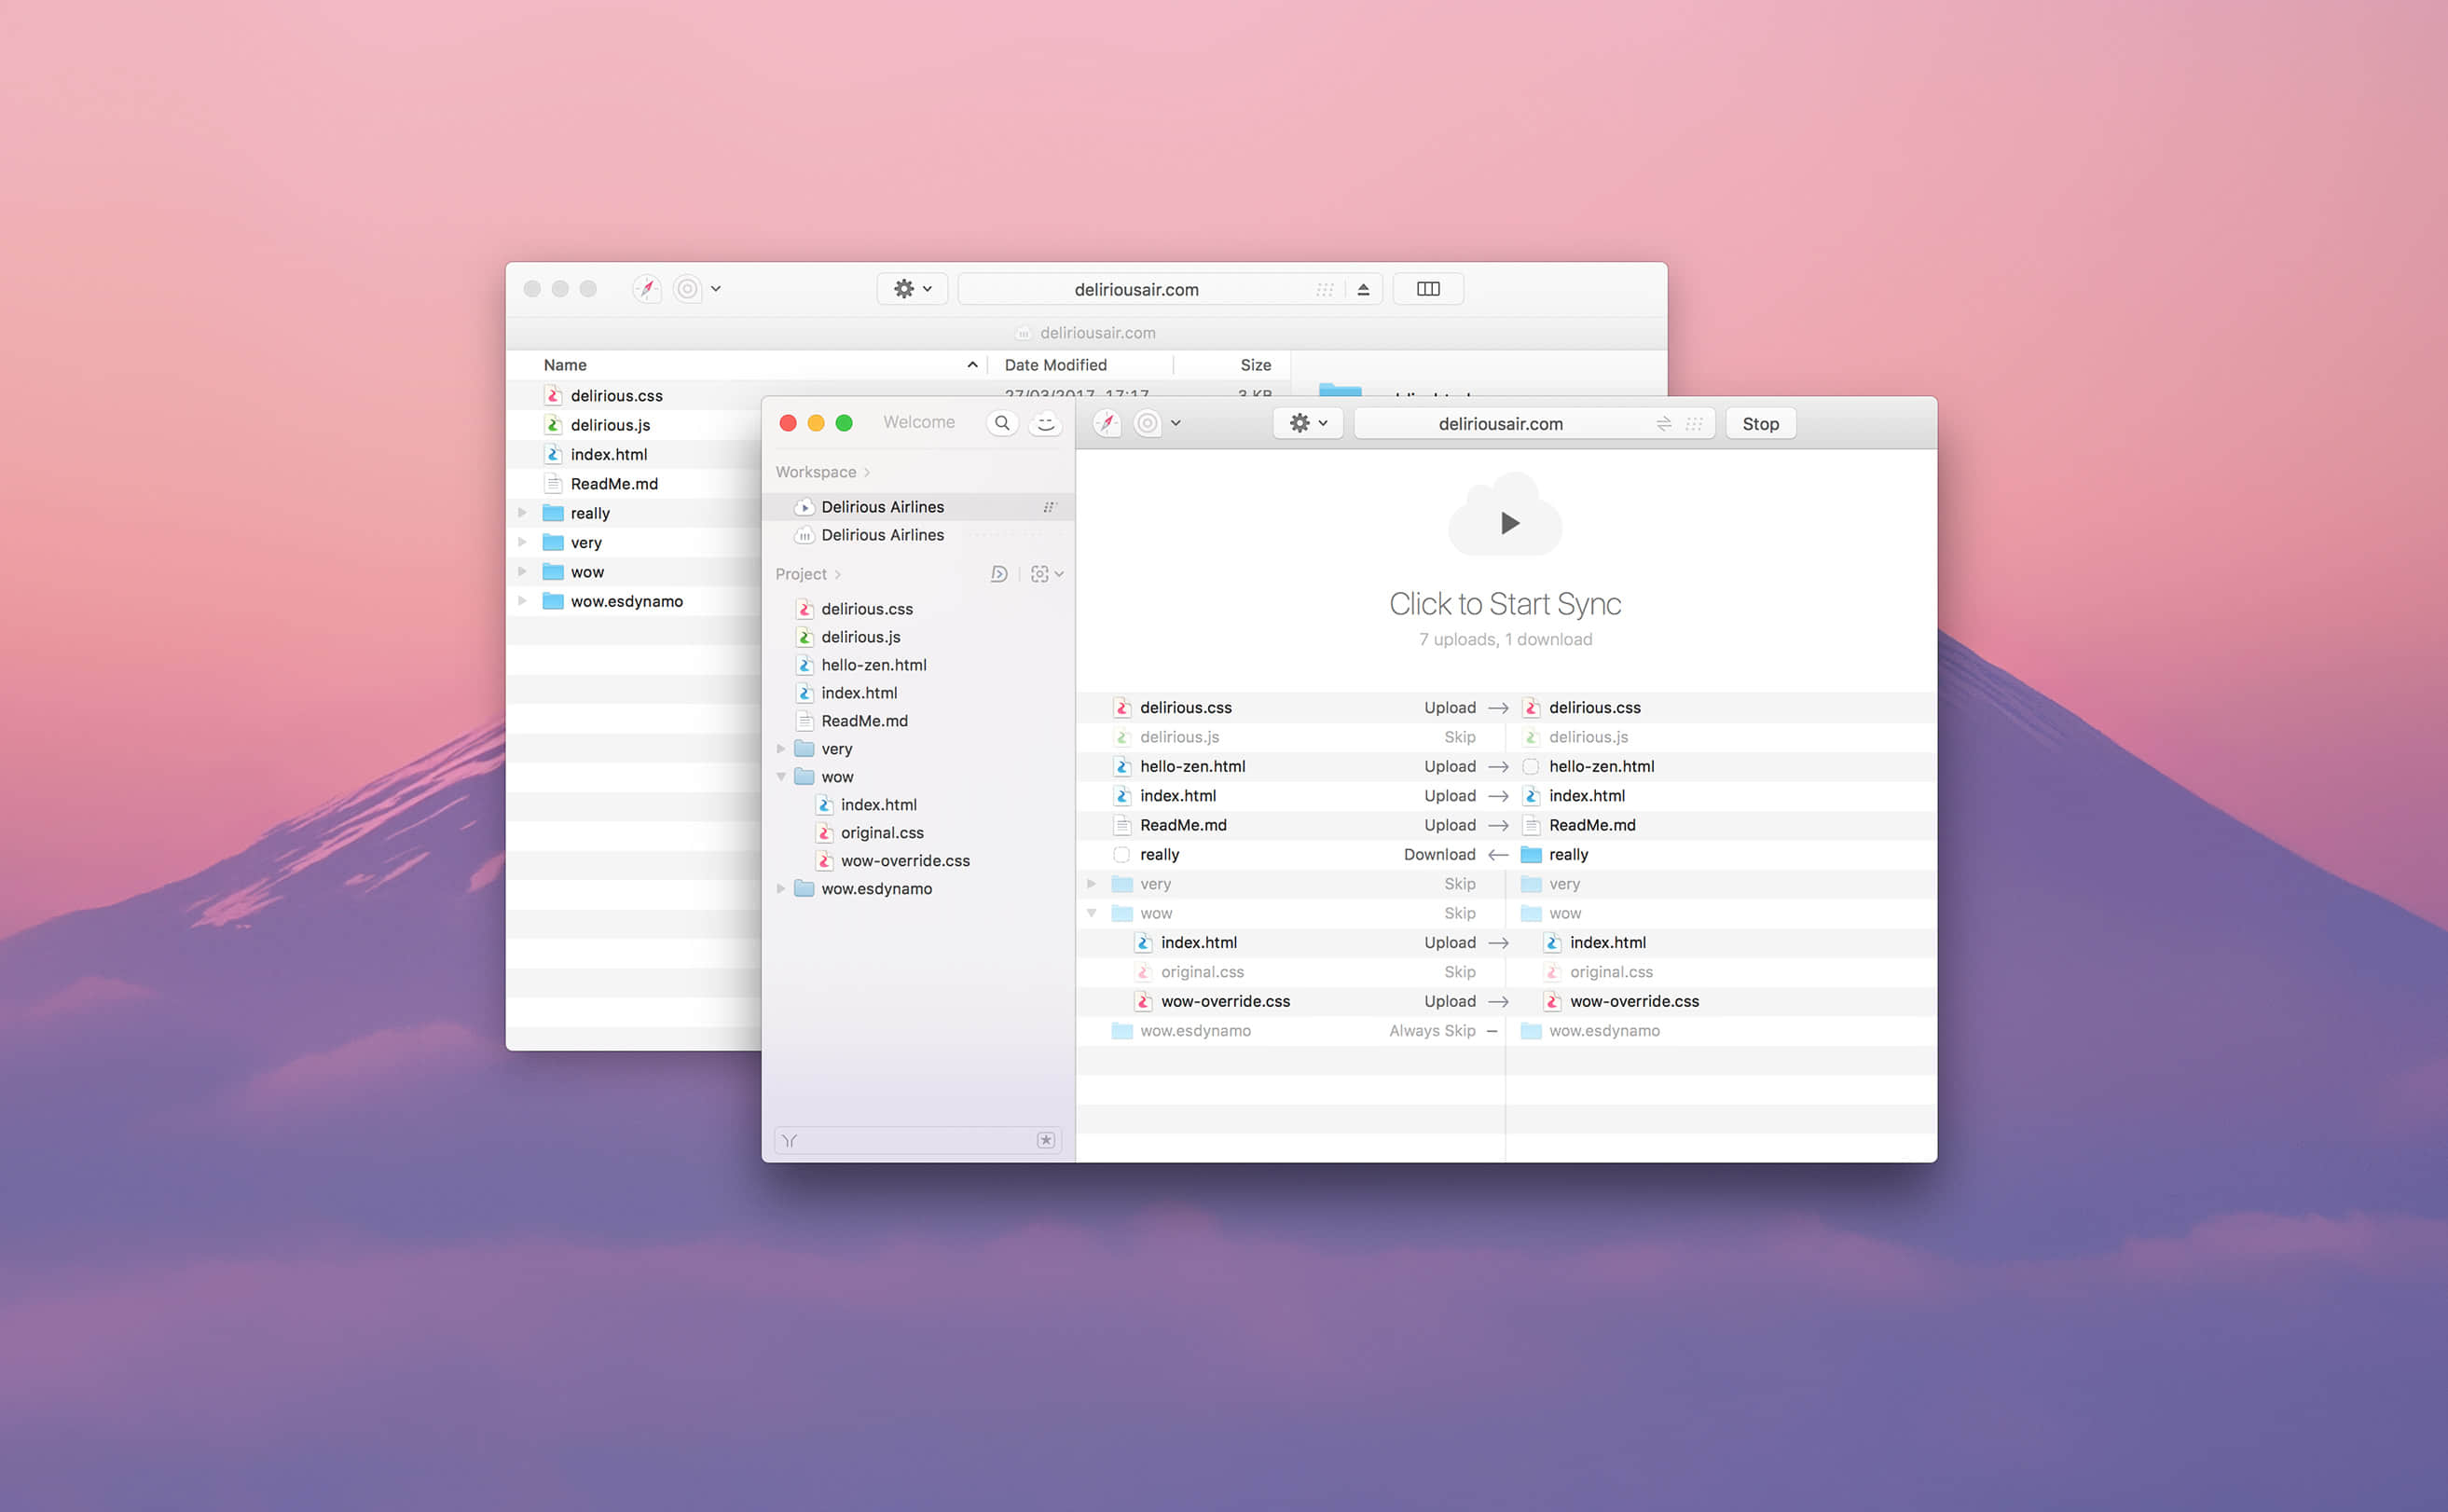 deliriousair.com
deliriousair.com
Name Date Modified Size
delirious.css 27/03/2017, 17:17 3 KB
delirious.js
index.html
ReadMe.md
really
very
wow
wow.esdynamo
Welcome
Workspace
Delirious Airlines
Delirious Airlines
Project
delirious.css
delirious.js
hello-zen.html
index.html
ReadMe.md
very
wow
index.html
original.css
wow-override.css
wow.esdynamo
deliriousair.com Stop
Click to Start Sync
7 uploads, 1 download
delirious.css Upload delirious.css
delirious.js Skip delirious.js
hello-zen.html Upload hello-zen.html
index.html Upload index.html
ReadMe.md Upload ReadMe.md
really Download really
very Skip very
wow Skip wow
index.html Upload index.html
original.css Skip original.css
wow-override.css Upload wow-override.css
wow.esdynamo Always Skip wow.esdynamo